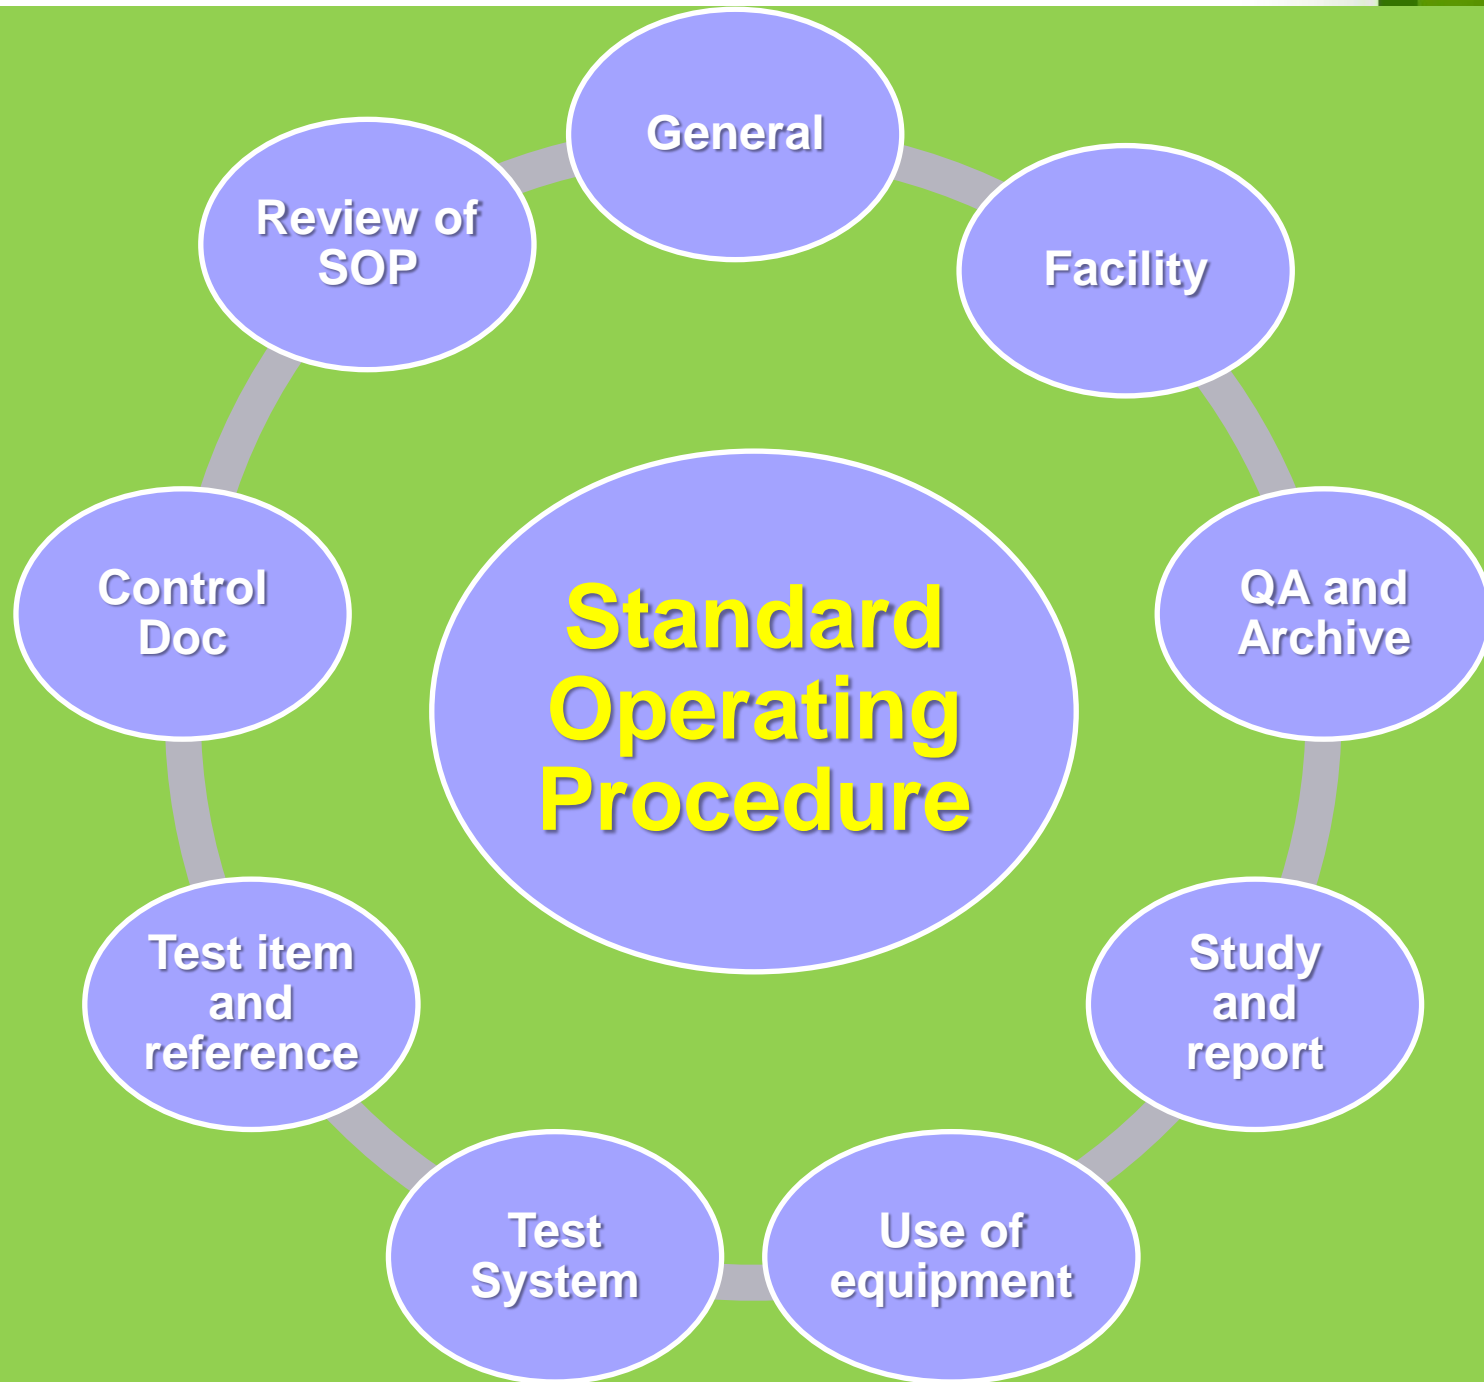 General
Facility
QA and
Archive
Study
and
report
Use of
equipment
Test
System
Test item
and
reference
Control
Doc
Review of
SOP
Standard
Operating
Procedure